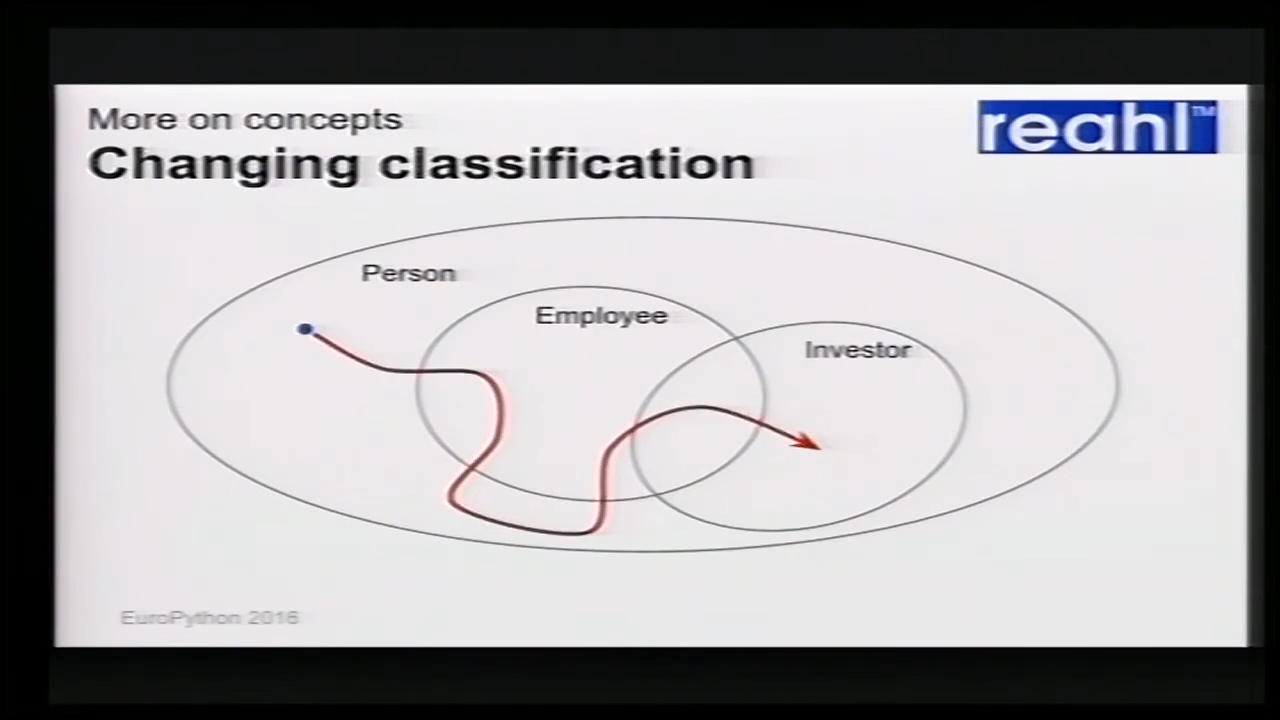 More on concepts
Changing classification
reahl™
Person
Employee
Investor
EuroPython 2016